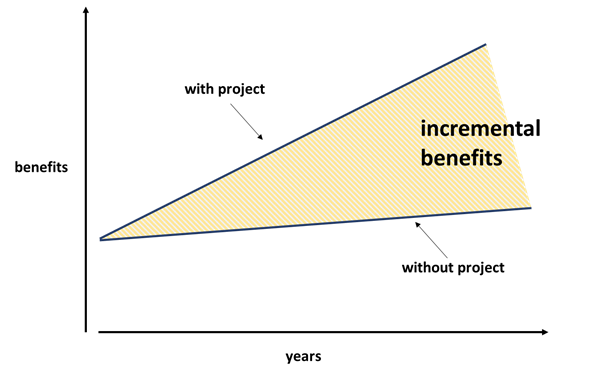 with project
incremental
benefits
benefits
without project
years